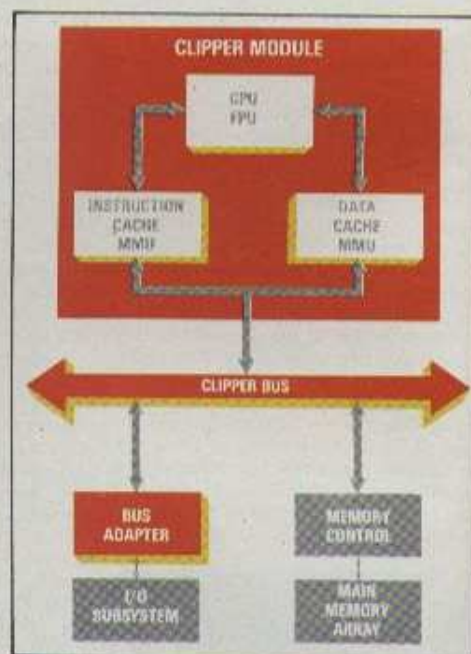 CLIPPER MODULE
CPU
FPU
INSTRUCTION
CACHE
MMU
DATA
CACHE
MMU
CLIPPER BUS
BUS
ADAPTER
MEMORY
CONTROL
I/O
SUBSYSTEM
MAIN
MEMORY
ARRAY